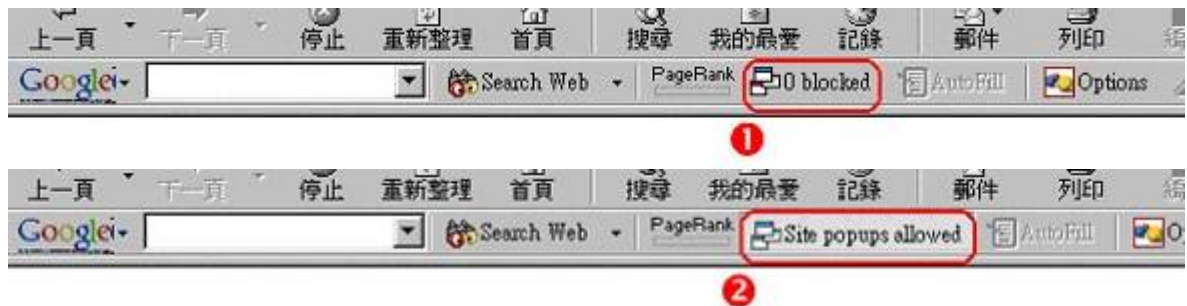 上一頁 下一頁 停止 重新整理 首頁 搜尋 我的最愛 記錄 郵件 列印
Google PageRank Search Web 0 blocked AutoFill Options
1
上一頁 下一頁 停止 重新整理 首頁 搜尋 我的最愛 記錄 郵件 列印
Google Search Web PageRank Site popups allowed AutoFill
2